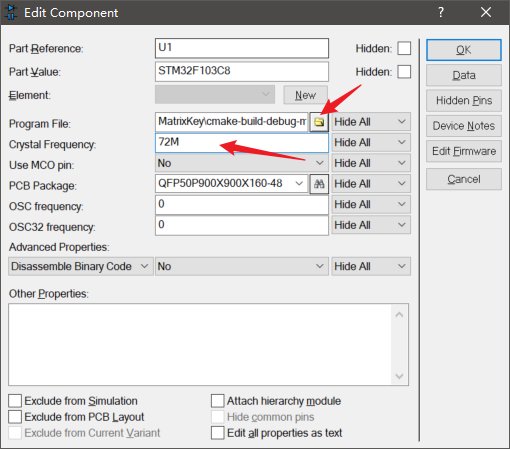 Edit Component
Part Reference: U1 Hidden:
Part Value: STM32F103C8 Hidden:
Element: New
Program File: MatrixKey\cmake-build-debug-m Hide All
Crystal Frequency: 72M Hide All
Use MCO pin: No Hide All
PCB Package: QFP50P900X900X160-48 Hide All
OSC frequency: 0 Hide All
OSC32 frequency: 0 Hide All
Advanced Properties:
Disassemble Binary Code No Hide All
Other Properties:
Exclude from Simulation Attach hierarchy module
Exclude from PCB Layout Hide common pins
Exclude from Current Variant Edit all properties as text
?
OK
Data
Hidden Pins
Device Notes
Edit Firmware
Cancel